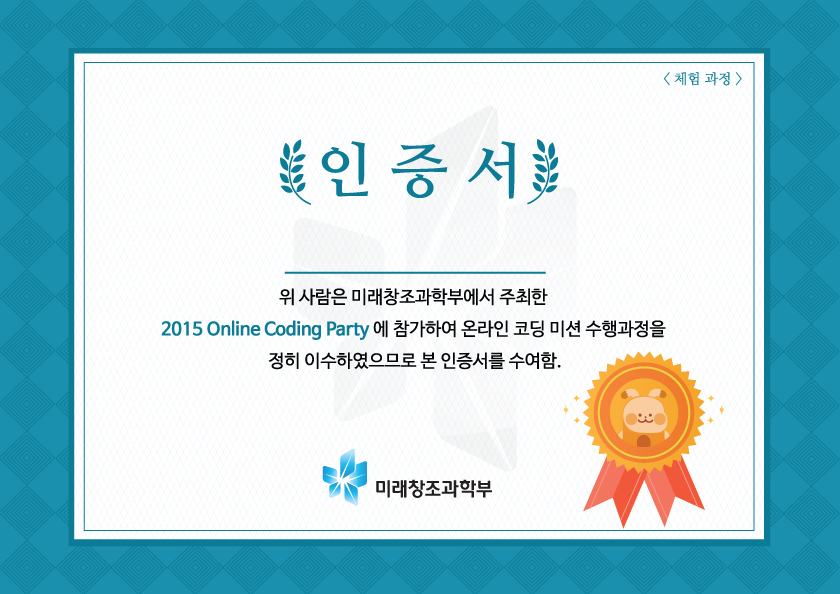 〈 체험 과정 〉
인 증 서
위 사람은 미래창조과학부에서 주최한
2015 Online Coding Party 에 참가하여 온라인 코딩 미션 수행과정을
정히 이수하였으므로 본 인증서를 수여함.
미래창조과학부